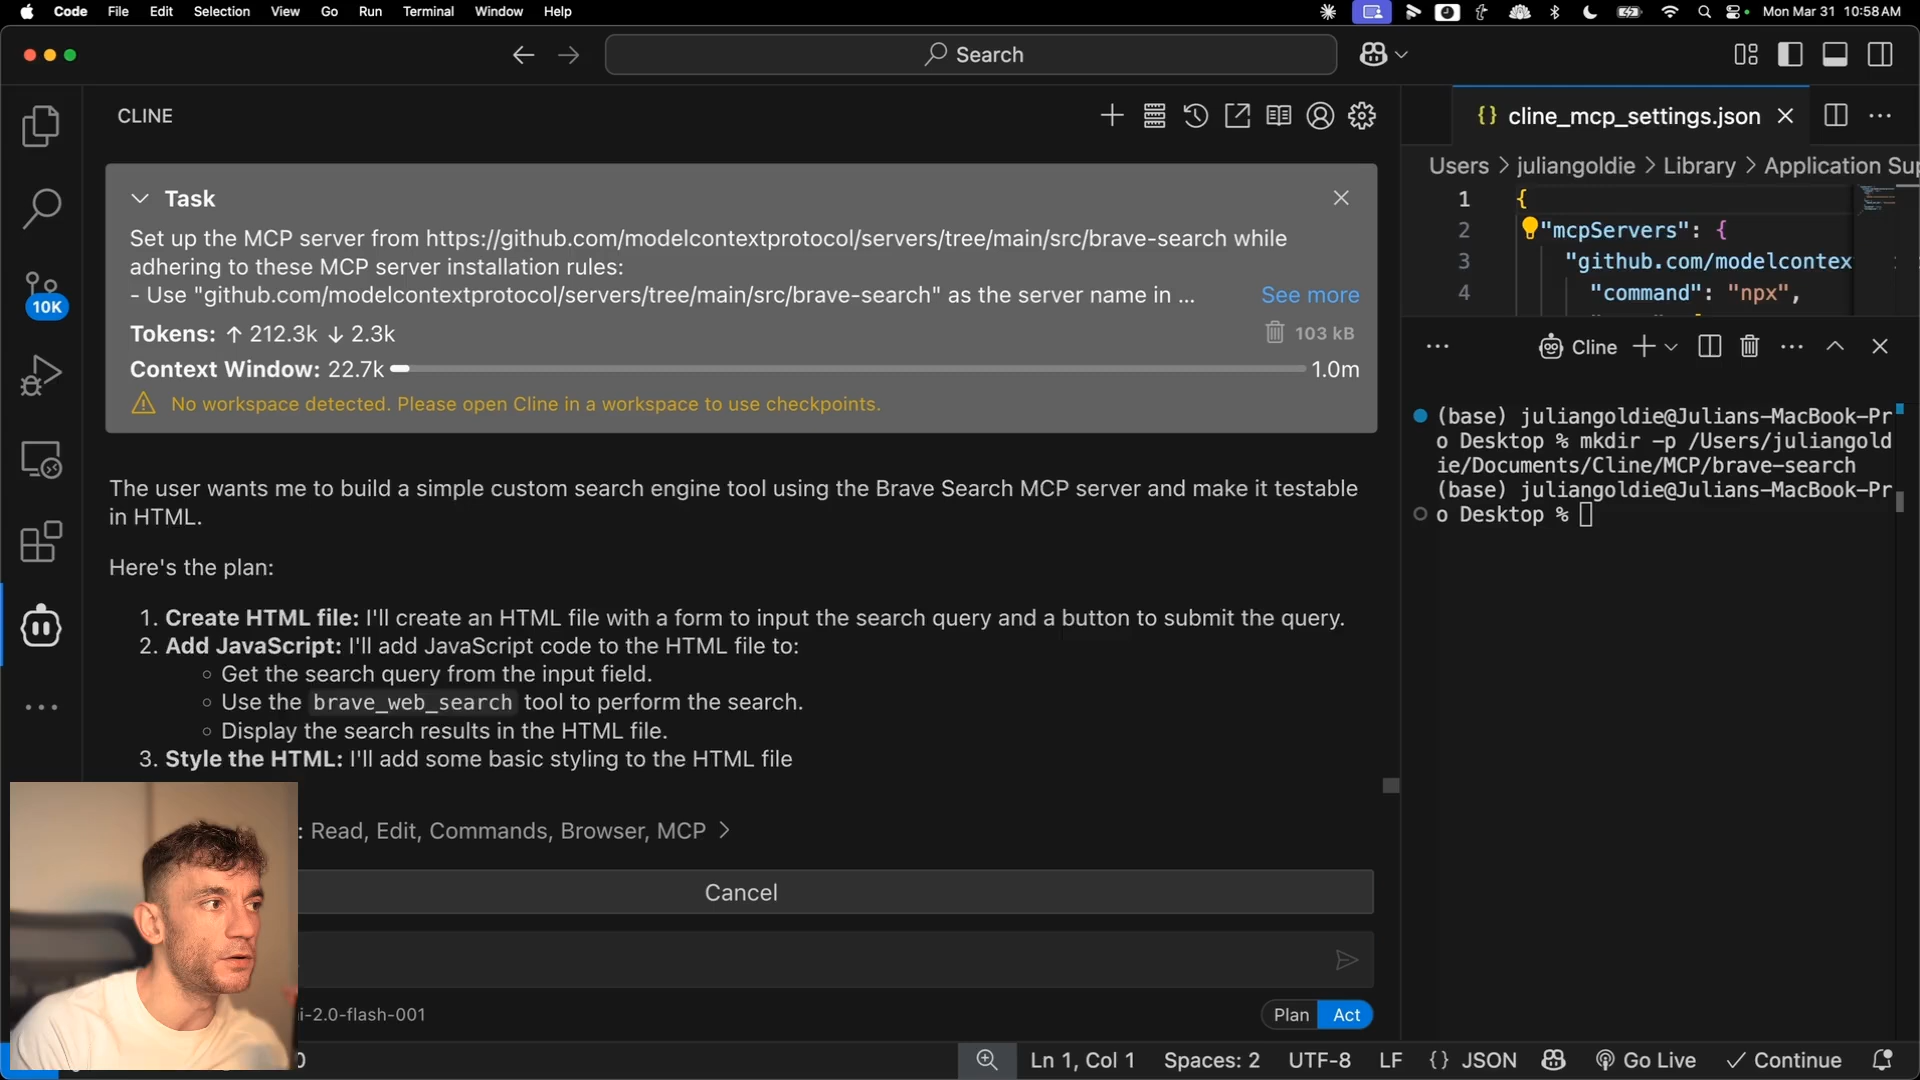 Code File Edit Selection View Go Run Terminal Window Help Mon Mar 31 10:58 AM
Search
CLINE
cline_mcp_settings.json
Users > juliangoldie > Library > Application Sup
Task
Set up the MCP server from https://github.com/modelcontextprotocol/servers/tree/main/src/brave-search while
adhering to these MCP server installation rules:
- Use "github.com/modelcontextprotocol/servers/tree/main/src/brave-search" as the server name in ...
See more
Tokens: ↑ 212.3k ↓ 2.3k
103 kB
Context Window: 22.7k 1.0m
No workspace detected. Please open Cline in a workspace to use checkpoints.
1 {
2 "mcpServers": {
3 "github.com/modelcontex
4 "command": "npx",
10K
The user wants me to build a simple custom search engine tool using the Brave Search MCP server and make it testable
in HTML.
Here's the plan:
1. Create HTML file: I'll create an HTML file with a form to input the search query and a button to submit the query.
2. Add JavaScript: I'll add JavaScript code to the HTML file to:
Get the search query from the input field.
Use the brave_web_search tool to perform the search.
Display the search results in the HTML file.
3. Style the HTML: I'll add some basic styling to the HTML file
: Read, Edit, Commands, Browser, MCP >
Cancel
i-2.0-flash-001
Plan Act
Cline
(base) juliangoldie@Julians-MacBook-Pr
o Desktop % mkdir -p /Users/juliangold
ie/Documents/Cline/MCP/brave-search
(base) juliangoldie@Julians-MacBook-Pr
o Desktop %
0 Ln 1, Col 1 Spaces: 2 UTF-8 LF {} JSON Go Live ✓ Continue